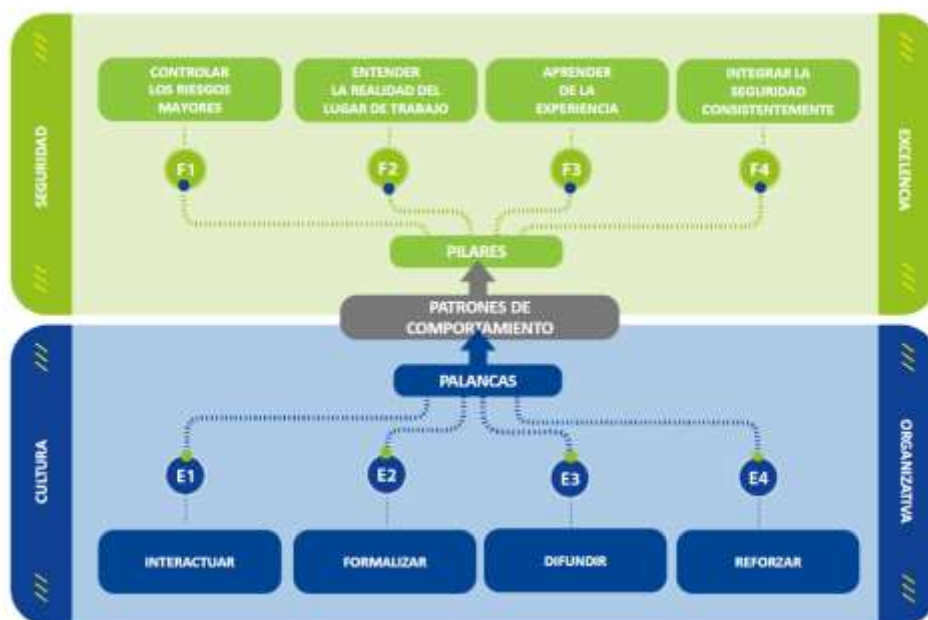 SEGURIDAD
EXCELENCIA
CONTROLAR
LOS RIESGOS
MAYORES
ENTENDER
LA REALIDAD DEL
LUGAR DE TRABAJO
APRENDER
DE LA
EXPERIENCIA
INTEGRAR LA
SEGURIDAD
CONSISTENTEMENTE
F1
F2
F3
F4
PILARES
PATRONES DE
COMPORTAMIENTO
PALANCAS
CULTURA
ORGANIZATIVA
E1
E2
E3
E4
INTERACTUAR
FORMALIZAR
DIFUNDIR
REFORZAR